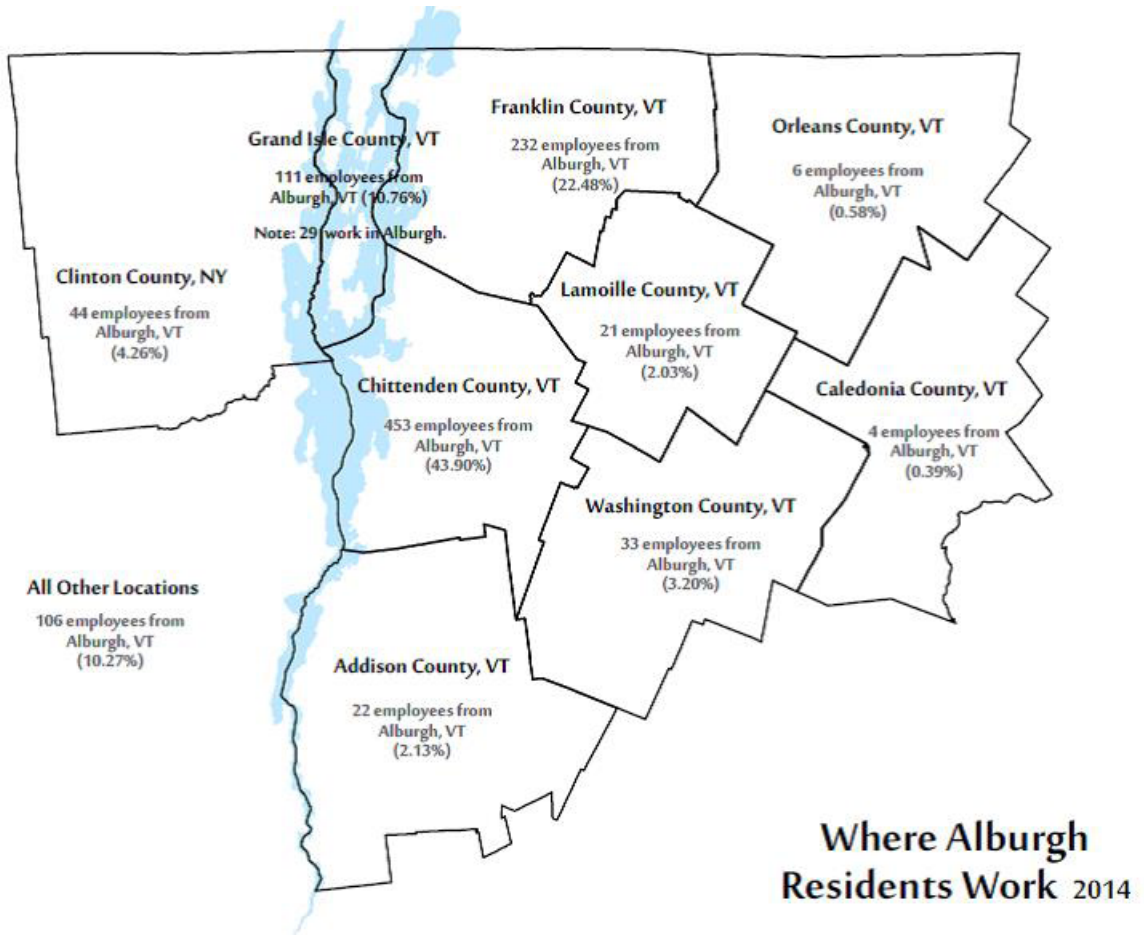 Franklin County, VT
232 employees from
Alburgh, VT
(22.48%)
Orleans County, VT
6 employees from
Alburgh, VT
(0.58%)
Grand Isle County, VT
111 employees from
Alburgh, VT (10.76%)
Note: 29 work in Alburgh.
Clinton County, NY
44 employees from
Alburgh, VT
(4.26%)
Lamoille County, VT
21 employees from
Alburgh, VT
(2.03%)
Chittenden County, VT
453 employees from
Alburgh, VT
(43.90%)
Caledonia County, VT
4 employees from
Alburgh, VT
(0.39%)
Washington County, VT
33 employees from
Alburgh, VT
(3.20%)
All Other Locations
106 employees from
Alburgh, VT
(10.27%)
Addison County, VT
22 employees from
Alburgh, VT
(2.13%)
Where Alburgh
Residents Work 2014